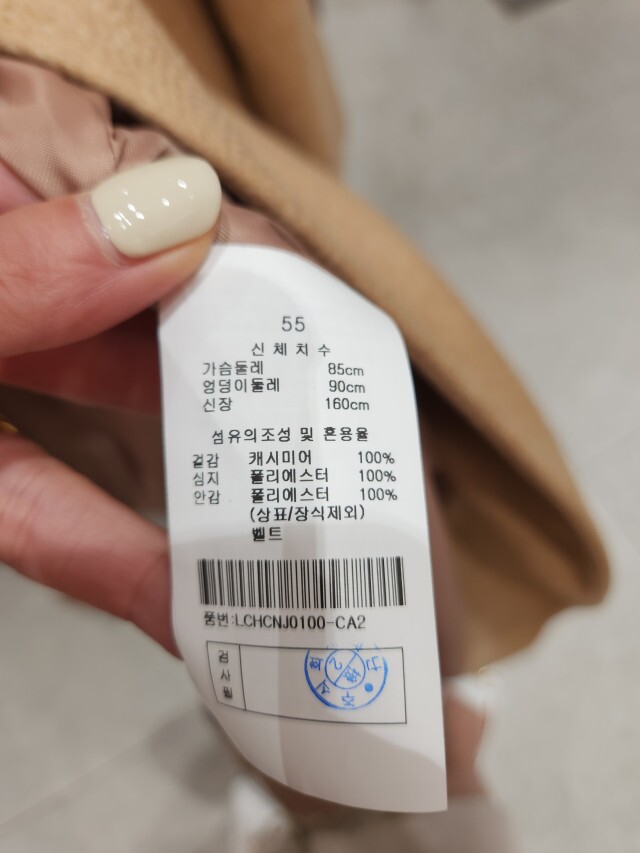 55
신체치수
가슴둘레 85cm
엉덩이둘레 90cm
신장 160cm
섬유의조성 및 혼용율
겉감 캐시미어 100%
심지 폴리에스터 100%
안감 폴리에스터 100%
(상표/장식제외)
벨트
품번:LCHCNJ0100-CA2
검사필